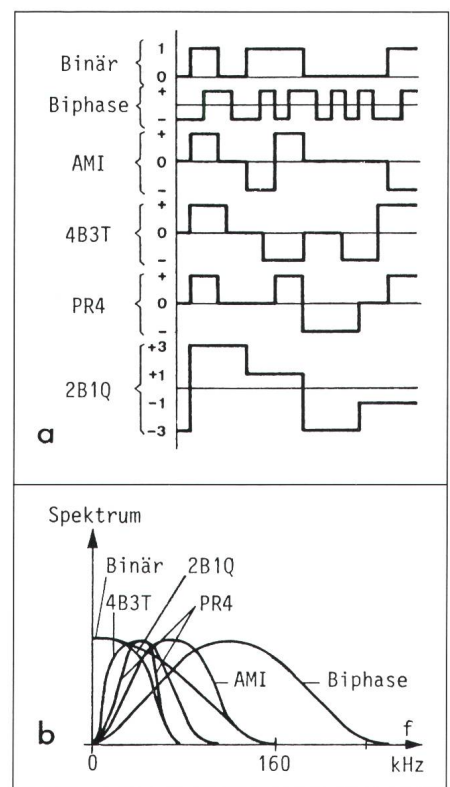 Binär
1
0
Biphase
+
-
AMI
+
0
-
4B3T
+
0
-
PR4
+
0
-
2B1Q
+3
+1
-1
-3
a
Spektrum
Binär 2B1Q
4B3T PR4
AMI Biphase
b
f
0 160 kHz